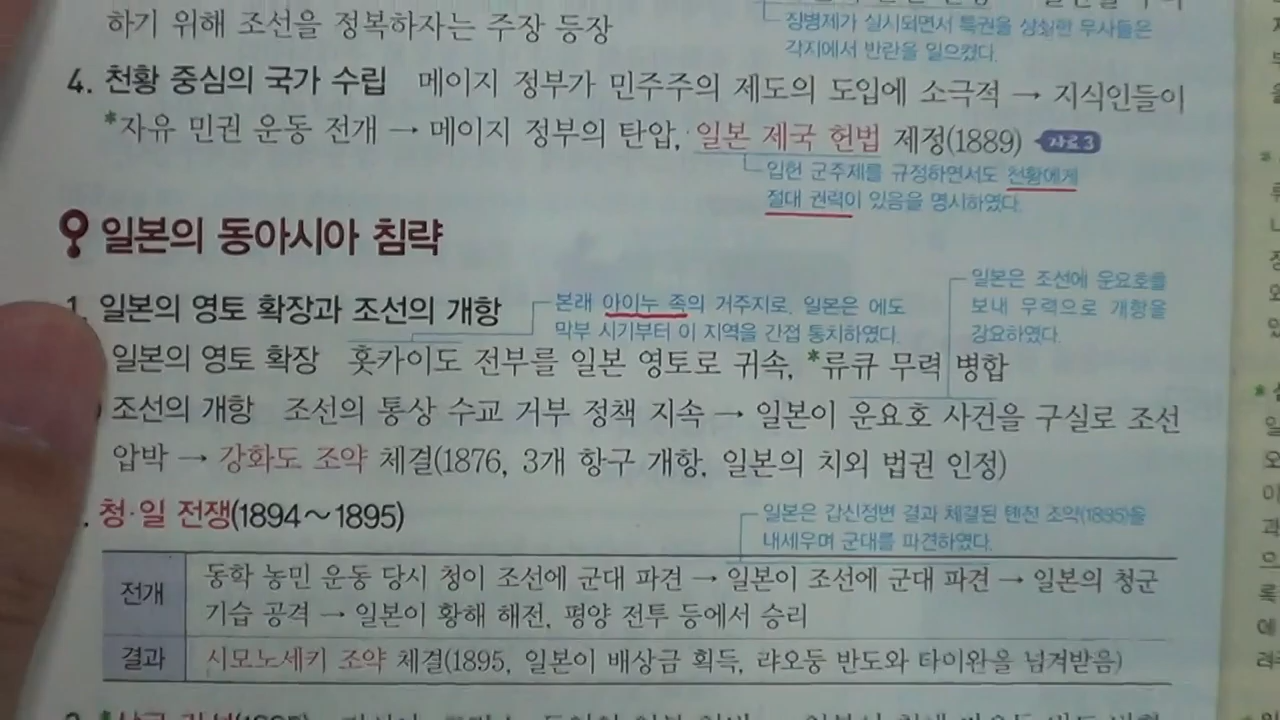 하기 위해 조선을 정복하자는 주장 등장
징병제가 실시되면서 특권을 상실한 무사들은
각지에서 반란을 일으켰다.
4. 천황 중심의 국가 수립 메이지 정부가 민주주의 제도의 도입에 소극적 → 지식인들이
*자유 민권 운동 전개 → 메이지 정부의 탄압, 일본 제국 헌법 제정(1889) 자료3
입헌 군주제를 규정하면서도 천황에게
절대 권력이 있음을 명시하였다.
일본의 동아시아 침략
1. 일본의 영토 확장과 조선의 개항
본래 아이누 족의 거주지로, 일본은 에도
막부 시기부터 이 지역을 간접 통치하였다.
일본은 조선에 운요호를
보내 무력으로 개항을
강요하였다.
일본의 영토 확장 홋카이도 전부를 일본 영토로 귀속, *류큐 무력 병합
) 조선의 개항 조선의 통상 수교 거부 정책 지속 → 일본이 운요호 사건을 구실로 조선
압박 → 강화도 조약 체결(1876, 3개 항구 개항, 일본의 치외 법권 인정)
. 청·일 전쟁(1894~1895)
일본은 갑신정변 결과 체결된 톈진 조약(1895)을
내세우며 군대를 파견하였다.
전개
동학 농민 운동 당시 청이 조선에 군대 파견 → 일본이 조선에 군대 파견 → 일본의 청군
기습 공격 → 일본이 황해 해전, 평양 전투 등에서 승리
결과
시모노세키 조약 체결(1895, 일본이 배상금 획득, 랴오둥 반도와 타이완을 넘겨받음)